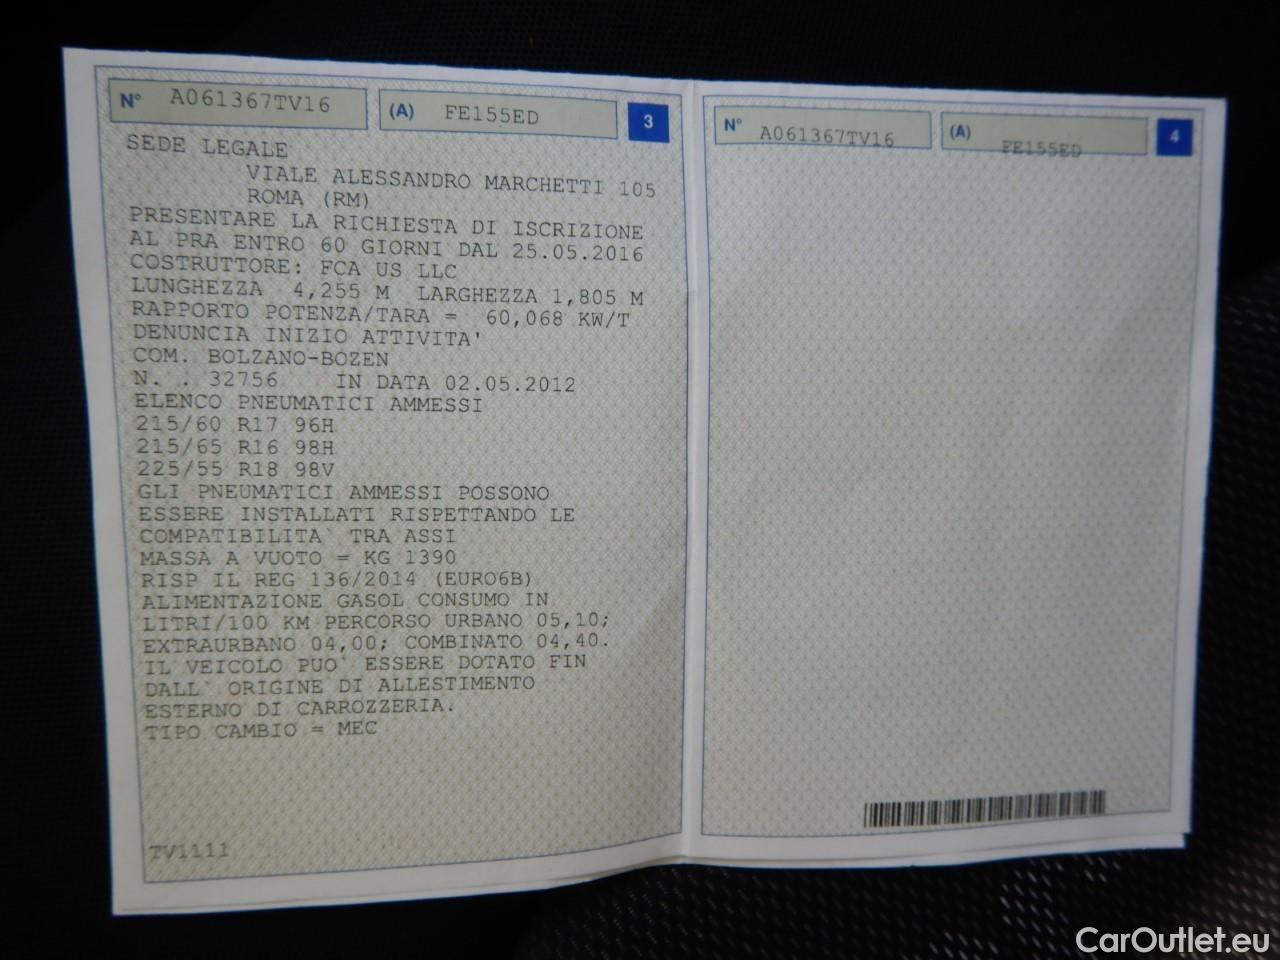 N° A061367TV16 (A) FE155ED 3
SEDE LEGALE
VIALE ALESSANDRO MARCHETTI 105
ROMA (RM)
PRESENTARE LA RICHIESTA DI ISCRIZIONE
AL PRA ENTRO 60 GIORNI DAL 25.05.2016
COSTRUTTORE: FCA US LLC
LUNGHEZZA 4,255 M LARGHEZZA 1,805 M
RAPPORTO POTENZA/TARA = 60,068 KW/T
DENUNCIA INIZIO ATTIVITA'
COM. BOLZANO-BOZEN
N. . 32756 IN DATA 02.05.2012
ELENCO PNEUMATICI AMMESSI
215/60 R17 96H
215/65 R16 98H
225/55 R18 98V
GLI PNEUMATICI AMMESSI POSSONO
ESSERE INSTALLATI RISPETTANDO LE
COMPATIBILITA` TRA ASSI
MASSA A VUOTO = KG 1390
RISP IL REG 136/2014 (EURO6B)
ALIMENTAZIONE GASOL CONSUMO IN
LITRI/100 KM PERCORSO URBANO 05,10;
EXTRAURBANO 04,00; COMBINATO 04,40.
IL VEICOLO PUO` ESSERE DOTATO FIN
DALL` ORIGINE DI ALLESTIMENTO
ESTERNO DI CARROZZERIA.
TIPO CAMBIO = MEC
TV1111
N° A061367TV16 (A) FE155ED 4
CarOutlet.eu